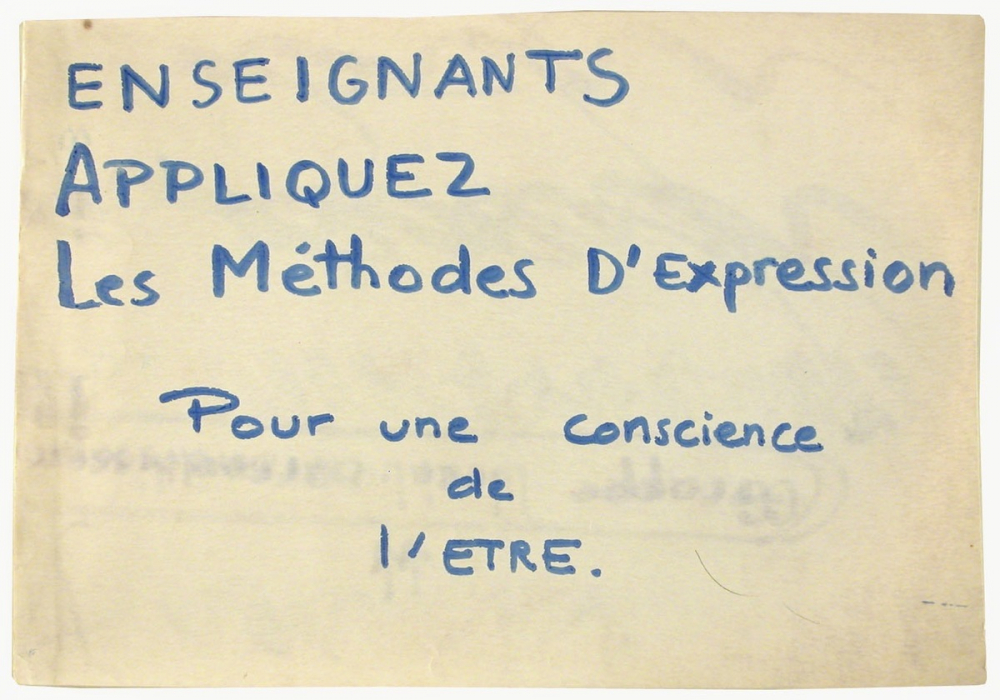 ENSEIGNANTS
APPLIQUEZ
Les Méthodes D'Expression
Pour une conscience
de
l'ETRE.